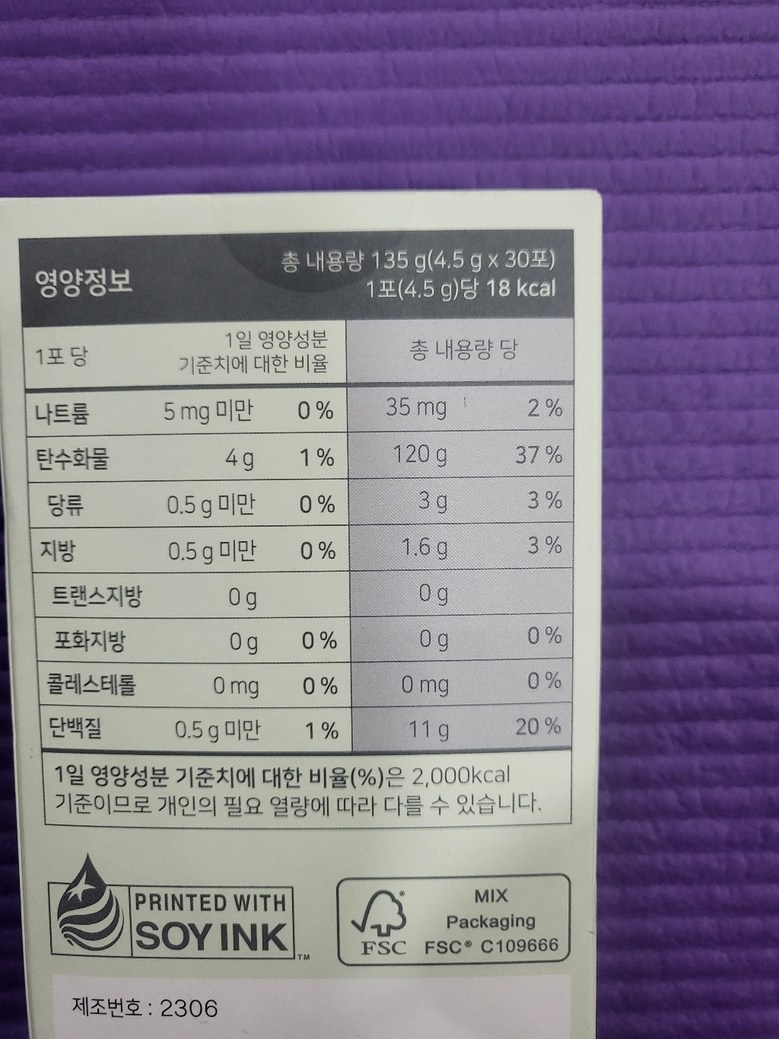 영양정보
총 내용량 135 g(4.5 g x 30포)
1포(4.5 g)당 18 kcal
1포 당 1일 영양성분 기준치에 대한 비율 총 내용량 당
나트륨 5 mg 미만 0 % 35 mg 2 %
탄수화물 4 g 1 % 120 g 37 %
당류 0.5 g 미만 0 % 3 g 3 %
지방 0.5 g 미만 0 % 1.6 g 3 %
트랜스지방 0 g 0 g
포화지방 0 g 0 % 0 g 0 %
콜레스테롤 0 mg 0 % 0 mg 0 %
단백질 0.5 g 미만 1 % 11 g 20 %
1일 영양성분 기준치에 대한 비율(%)은 2,000kcal
기준이므로 개인의 필요 열량에 따라 다를 수 있습니다.
PRINTED WITH
SOY INK TM
MIX
Packaging
FSC FSC® C109666
제조번호 : 2306